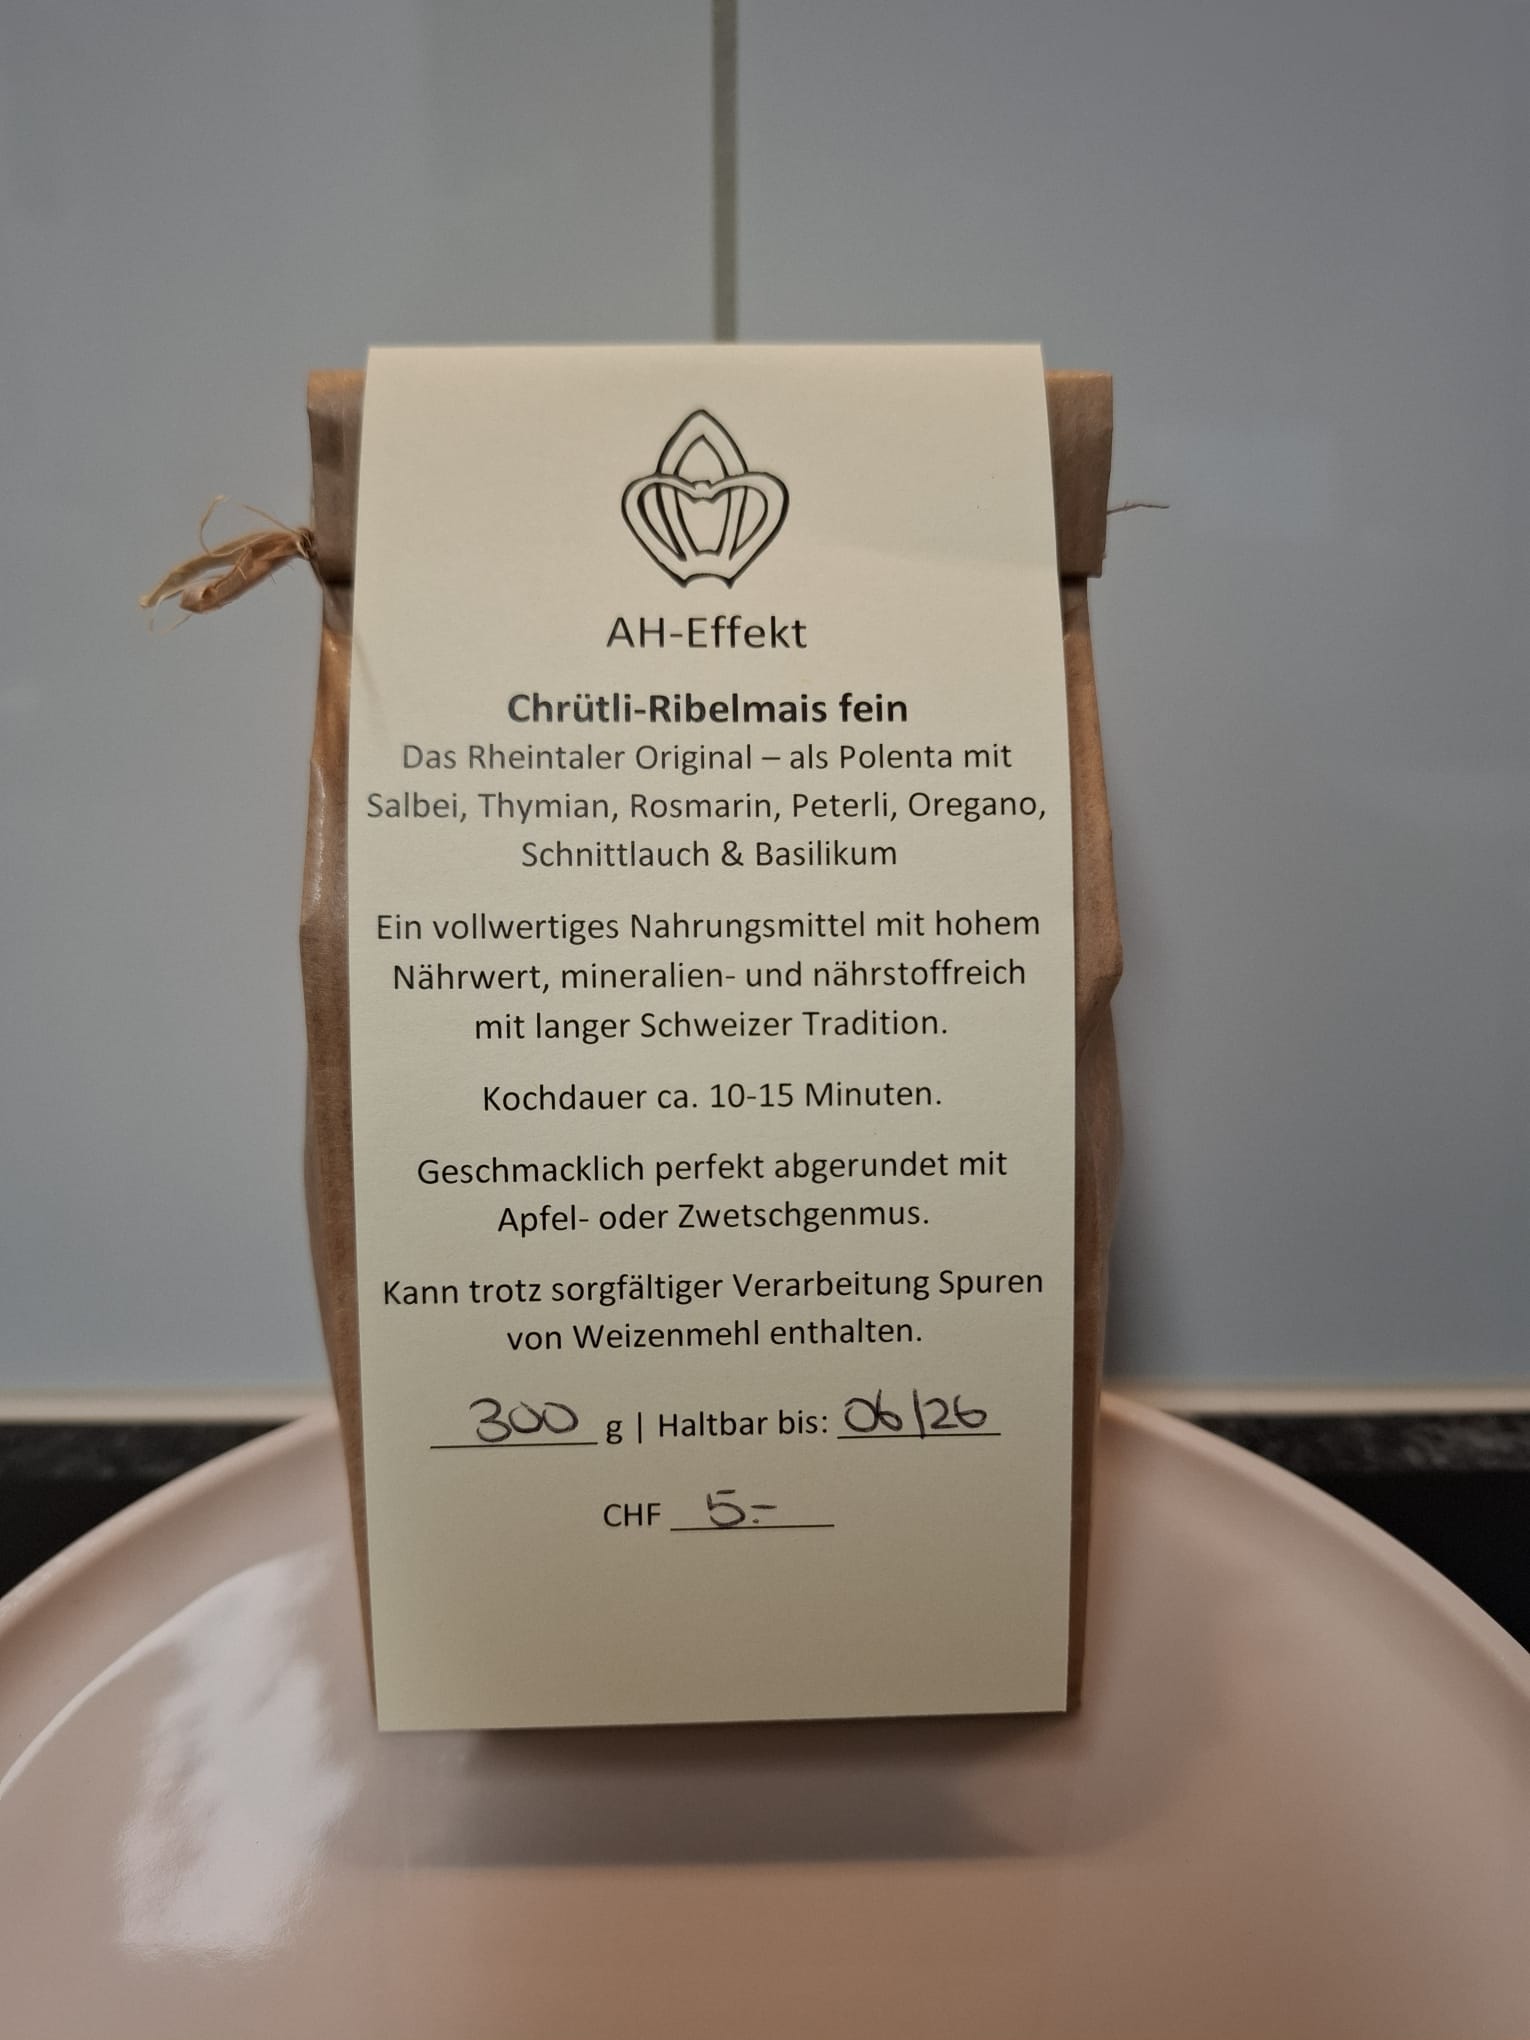 AH-Effekt
Chrütli-Ribelmais fein
Das Rheintaler Original – als Polenta mit
Salbei, Thymian, Rosmarin, Peterli, Oregano,
Schnittlauch & Basilikum
Ein vollwertiges Nahrungsmittel mit hohem
Nährwert, mineralien- und nährstoffreich
mit langer Schweizer Tradition.
Kochdauer ca. 10-15 Minuten.
Geschmacklich perfekt abgerundet mit
Apfel- oder Zwetschgenmus.
Kann trotz sorgfältiger Verarbeitung Spuren
von Weizenmehl enthalten.
300 g | Haltbar bis: 06/26
CHF 5.-